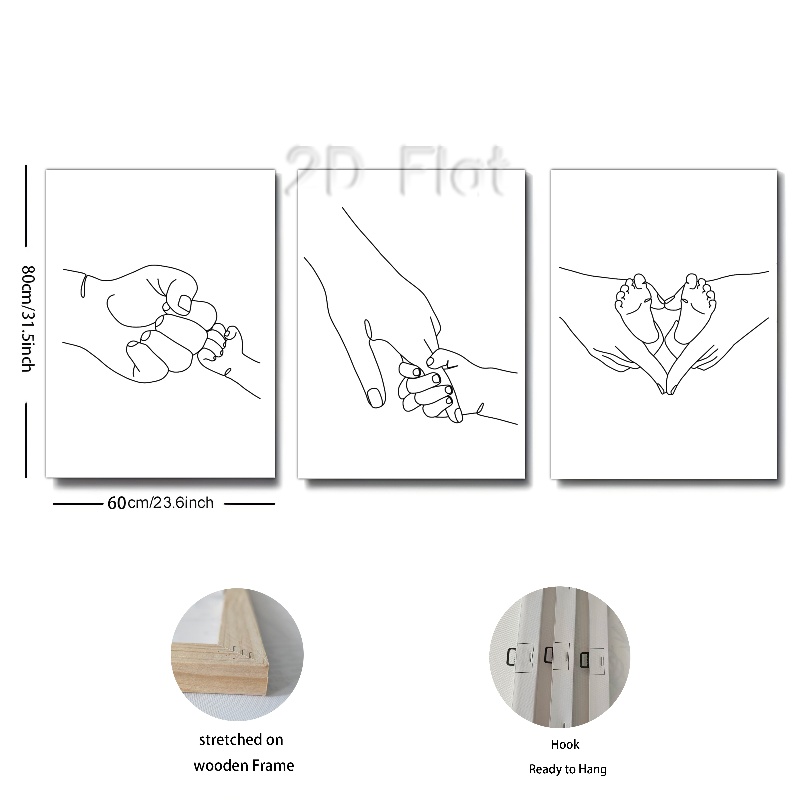 2D Flat
80cm/31.5inch
60cm/23.6inch
stretched on
wooden Frame
Hook
Ready to Hang